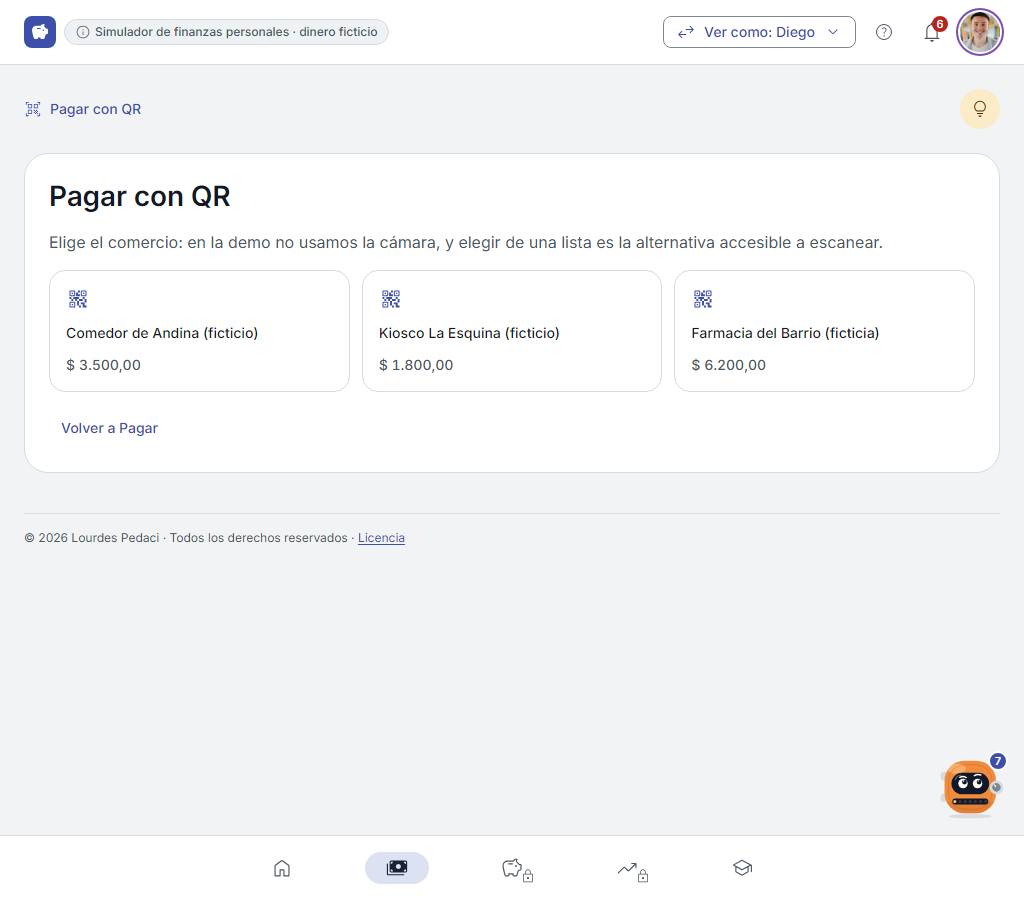 Simulador de finanzas personales · dinero ficticio
Ver como: Diego
6
Pagar con QR
Pagar con QR
Elige el comercio: en la demo no usamos la cámara, y elegir de una lista es la alternativa accesible a escanear.
Comedor de Andina (ficticio)
$ 3.500,00
Kiosco La Esquina (ficticio)
$ 1.800,00
Farmacia del Barrio (ficticia)
$ 6.200,00
Volver a Pagar
© 2026 Lourdes Pedaci · Todos los derechos reservados · Licencia
7